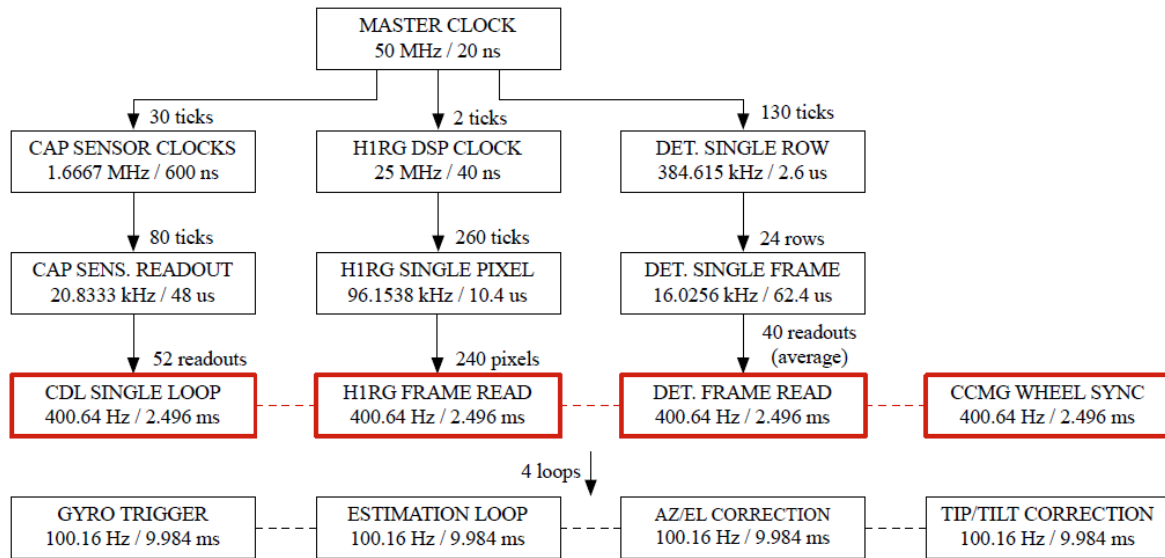 MASTER CLOCK
50 MHz / 20 ns
30 ticks
2 ticks
130 ticks
CAP SENSOR CLOCKS
1.6667 MHz / 600 ns
H1RG DSP CLOCK
25 MHz / 40 ns
DET. SINGLE ROW
384.615 kHz / 2.6 us
80 ticks
260 ticks
24 rows
CAP SENS. READOUT
20.8333 kHz / 48 us
H1RG SINGLE PIXEL
96.1538 kHz / 10.4 us
DET. SINGLE FRAME
16.0256 kHz / 62.4 us
52 readouts
240 pixels
40 readouts
(average)
CDL SINGLE LOOP
400.64 Hz / 2.496 ms
H1RG FRAME READ
400.64 Hz / 2.496 ms
DET. FRAME READ
400.64 Hz / 2.496 ms
CCMG WHEEL SYNC
400.64 Hz / 2.496 ms
4 loops
GYRO TRIGGER
100.16 Hz / 9.984 ms
ESTIMATION LOOP
100.16 Hz / 9.984 ms
AZ/EL CORRECTION
100.16 Hz / 9.984 ms
TIP/TILT CORRECTION
100.16 Hz / 9.984 ms